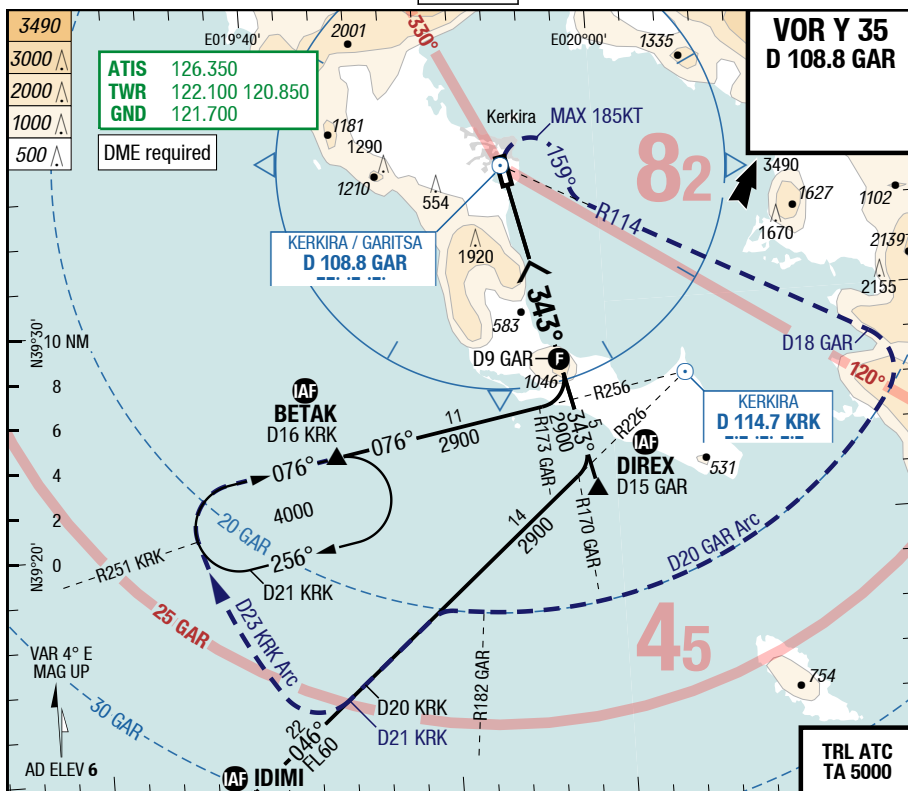 VOR Y 35
D 108.8 GAR
3490
3000
2000
1000
500
ATIS 126.350
TWR 122.100 120.850
GND 121.700
DME required
E019°40'
E020°00'
2001
1335
330°
1181
1290
1210
554
Kerkira
MAX 185KT
159°
R114
82
3490
1627
1102
1670
2139
2155
KERKIRA / GARITSA
D 108.8 GAR
1920
583
343°
D9 GAR
F
1046
D18 GAR
120°
N39°30'
10 NM
8
6
4
2
0
N39°20'
IAF
BETAK
D16 KRK
076°
076°
11
2900
R256
R226
5
343°
2900
R173 GAR
R170 GAR
KERKIRA
D 114.7 KRK
IAF
DIREX
D15 GAR
531
4000
256°
D21 KRK
20 GAR
R251 KRK
14
2900
D20 GAR Arc
45
754
D23 KRK Arc
25 GAR
R182 GAR
D20 KRK
D21 KRK
VAR 4° E
MAG UP
30 GAR
22
046°
FL60
IAF IDIMI
AD ELEV 6
TRL ATC
TA 5000